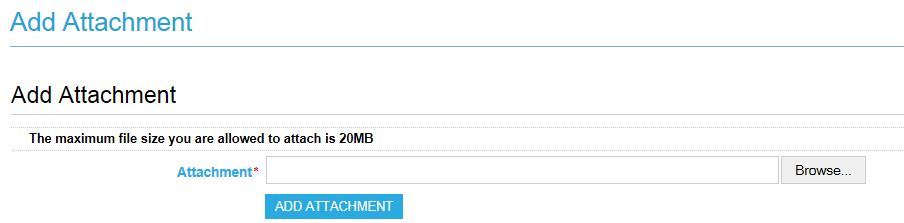 Add Attachment
Add Attachment
The maximum file size you are allowed to attach is 20MB
Attachment* Browse...
ADD ATTACHMENT